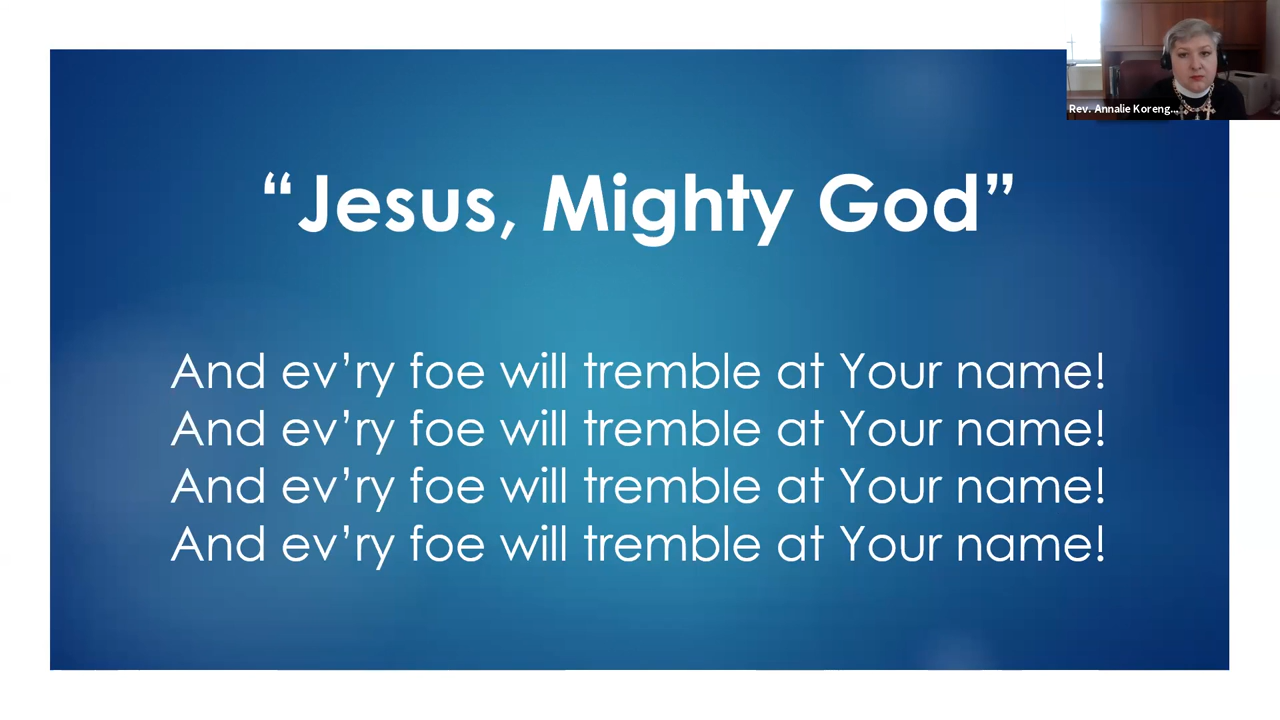 Rev. Annalie Koreng...
“Jesus, Mighty God”
And ev’ry foe will tremble at Your name!
And ev’ry foe will tremble at Your name!
And ev’ry foe will tremble at Your name!
And ev’ry foe will tremble at Your name!